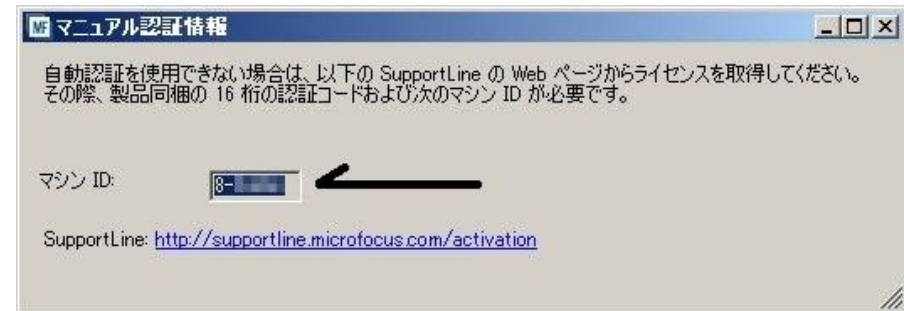 MF マニュアル認証情報
自動認証を使用できない場合は、以下の SupportLine の Web ページからライセンスを取得してください。
その際、製品同梱の 16 桁の認証コードおよび次のマシン ID が必要です。
マシン ID: 8-
SupportLine: http://supportline.microfocus.com/activation